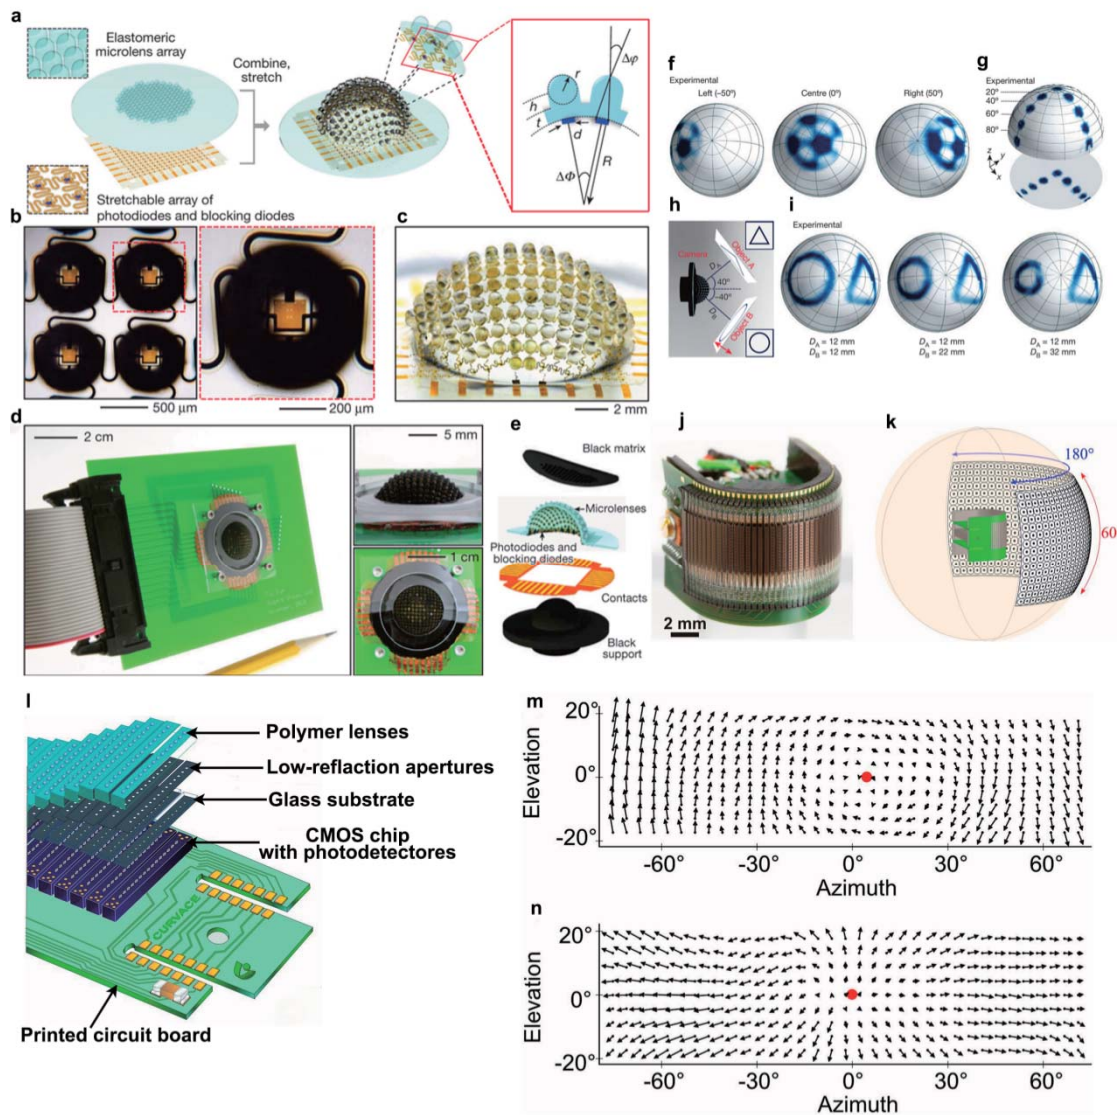 a
Elastomeric
microlens array
Combine,
stretch
Stretchable array of
photodiodes and blocking diodes
Δφ
r
h
t
d
R
ΔΦ
f
Experimental
Left (–50°)
Centre (0°)
Right (50°)
g
Experimental
20°
40°
60°
80°
z
y
x
b
500 µm
200 µm
c
2 mm
h
Camera
Object A
D
A
40°
–40°
D
B
Object B
i
Experimental
D_A = 12 mm
D_B = 12 mm
D_A = 12 mm
D_B = 22 mm
D_A = 12 mm
D_B = 32 mm
d
2 cm
5 mm
1 cm
e
Black matrix
Microlenses
Photodiodes and
blocking diodes
Contacts
Black
support
j
2 mm
k
180°
60
l
Polymer lenses
Low-reflaction apertures
Glass substrate
CMOS chip
with photodetectores
CURVACE
Printed circuit board
m
20°
0°
-20°
Elevation
-60°
-30°
0°
30°
60°
Azimuth
n
20°
0°
-20°
Elevation
-60°
-30°
0°
30°
60°
Azimuth